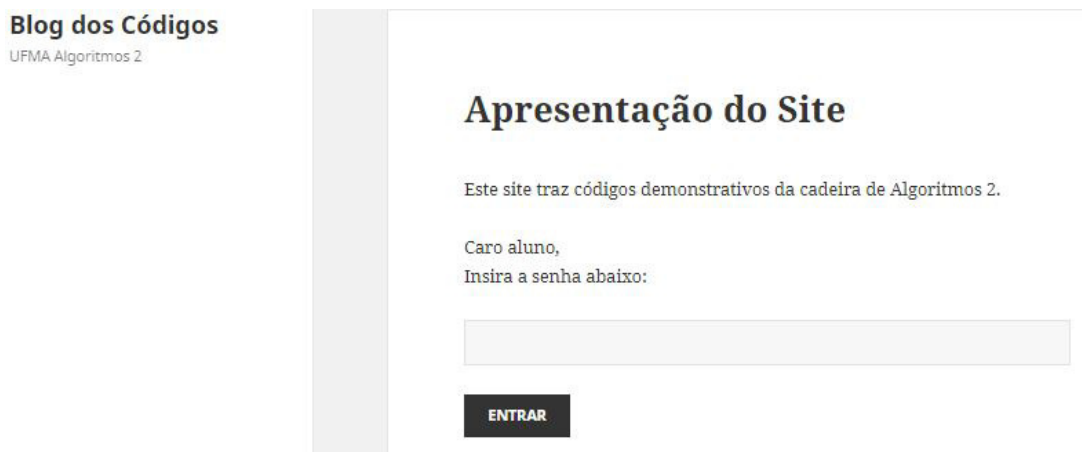 Blog dos Códigos
UFMA Algoritmos 2
Apresentação do Site
Este site traz códigos demonstrativos da cadeira de Algoritmos 2.
Caro aluno,
Insira a senha abaixo:
ENTRAR